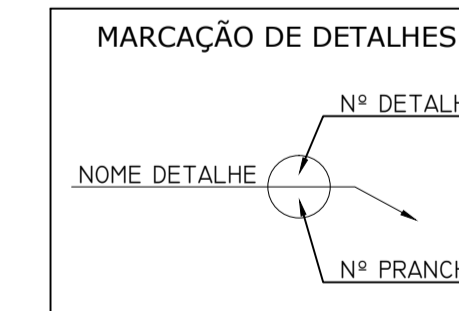 MARCAÇÃO DE DETALHES
Nº DETALH
NOME DETALHE
Nº PRANCH